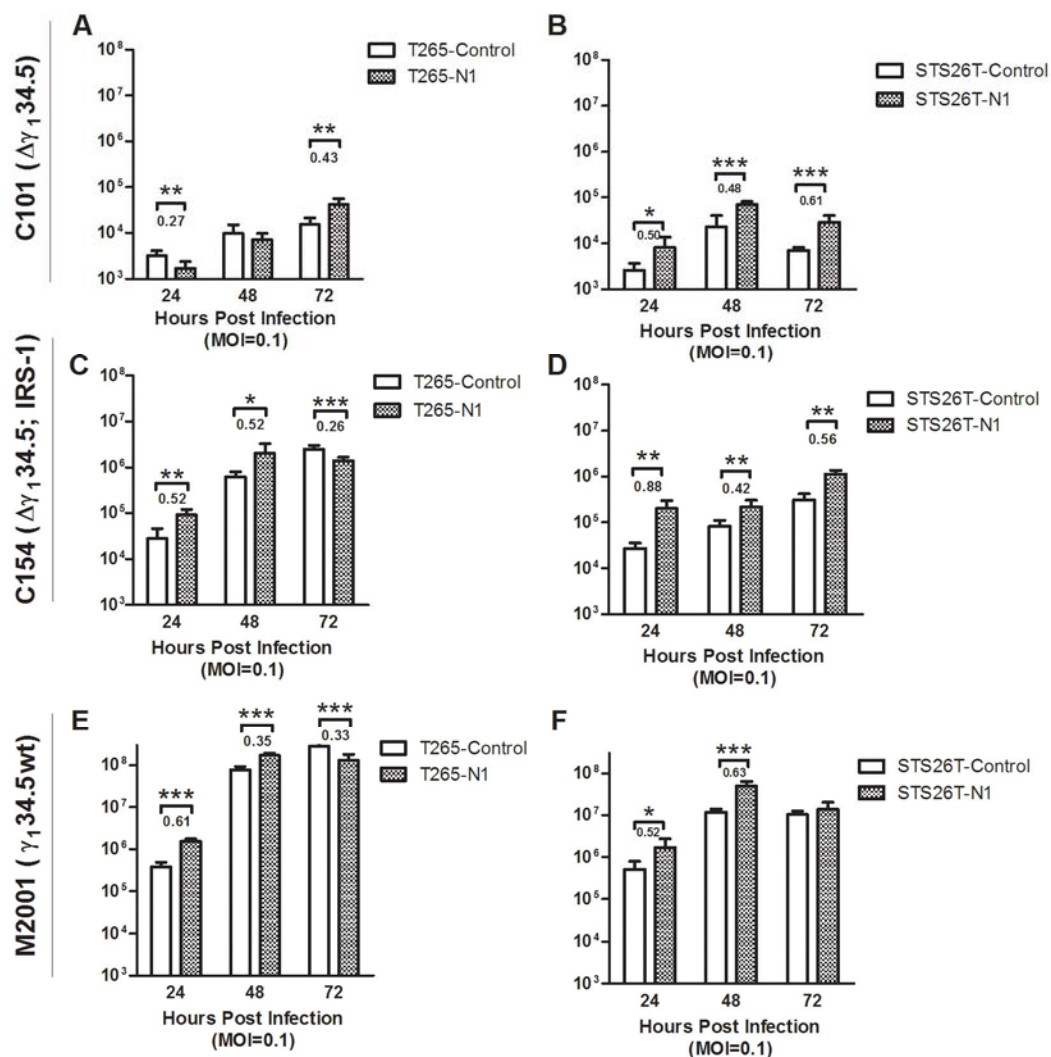 C101 (Δγ₁34.5)
A
10⁸
10⁷
10⁶
10⁵
10⁴
10³
T265-Control
T265-N1
**
0.27
**
0.43
24 48 72
Hours Post Infection
(MOI=0.1)
B
10⁸
10⁷
10⁶
10⁵
10⁴
10³
STS26T-Control
STS26T-N1
*
0.50
***
0.48
***
0.61
24 48 72
Hours Post Infection
(MOI=0.1)
C154 (Δγ₁34.5; IRS-1)
C
10⁸
10⁷
10⁶
10⁵
10⁴
10³
T265-Control
T265-N1
**
0.52
*
0.52
***
0.26
24 48 72
Hours Post Infection
(MOI=0.1)
D
10⁸
10⁷
10⁶
10⁵
10⁴
10³
STS26T-Control
STS26T-N1
**
0.88
**
0.42
**
0.56
24 48 72
Hours Post Infection
(MOI=0.1)
M2001 (γ₁34.5wt)
E
10⁸
10⁷
10⁶
10⁵
10⁴
10³
T265-Control
T265-N1
***
0.61
***
0.35
***
0.33
24 48 72
Hours Post Infection
(MOI=0.1)
F
10⁸
10⁷
10⁶
10⁵
10⁴
10³
STS26T-Control
STS26T-N1
*
0.52
***
0.63
24 48 72
Hours Post Infection
(MOI=0.1)